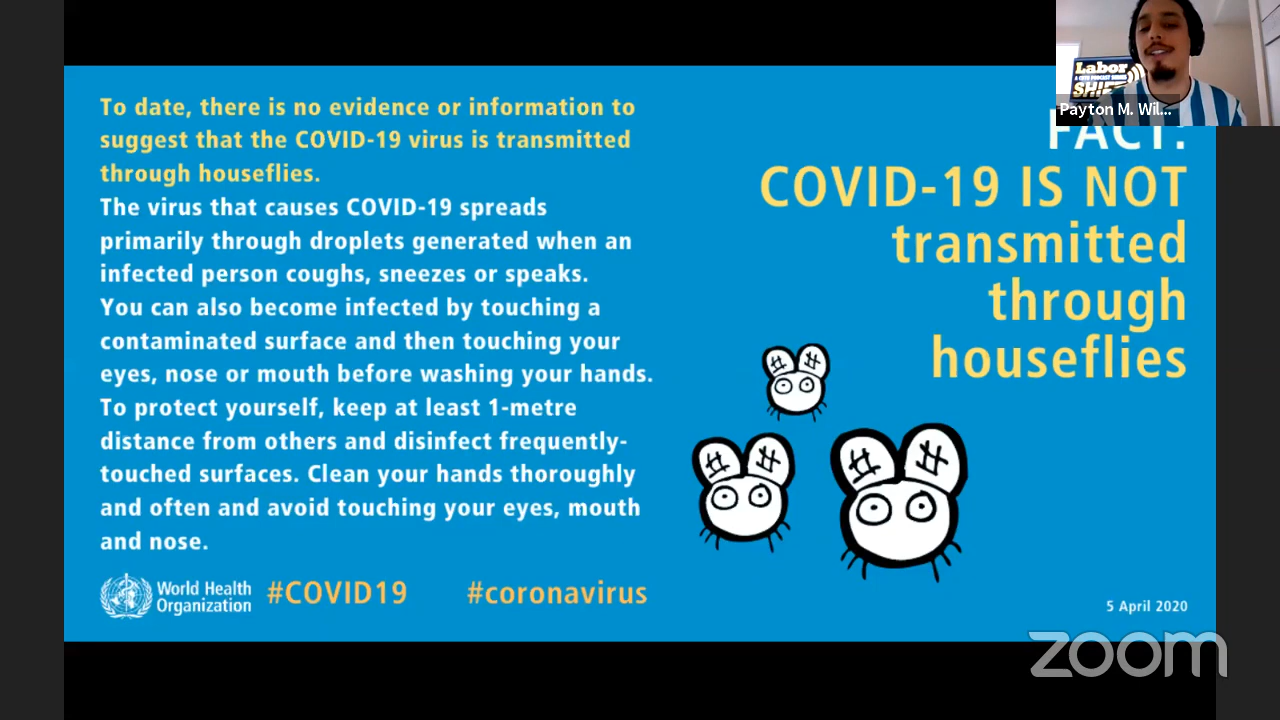 To date, there is no evidence or information to
suggest that the COVID-19 virus is transmitted
through houseflies.
The virus that causes COVID-19 spreads
primarily through droplets generated when an
infected person coughs, sneezes or speaks.
You can also become infected by touching a
contaminated surface and then touching your
eyes, nose or mouth before washing your hands.
To protect yourself, keep at least 1-metre
distance from others and disinfect frequently-
touched surfaces. Clean your hands thoroughly
and often and avoid touching your eyes, mouth
and nose.
World Health
Organization
#COVID19
#coronavirus
FACT:
COVID-19 IS NOT
transmitted
through
houseflies
5 April 2020
Labor
Payton M. Wil...
zoom